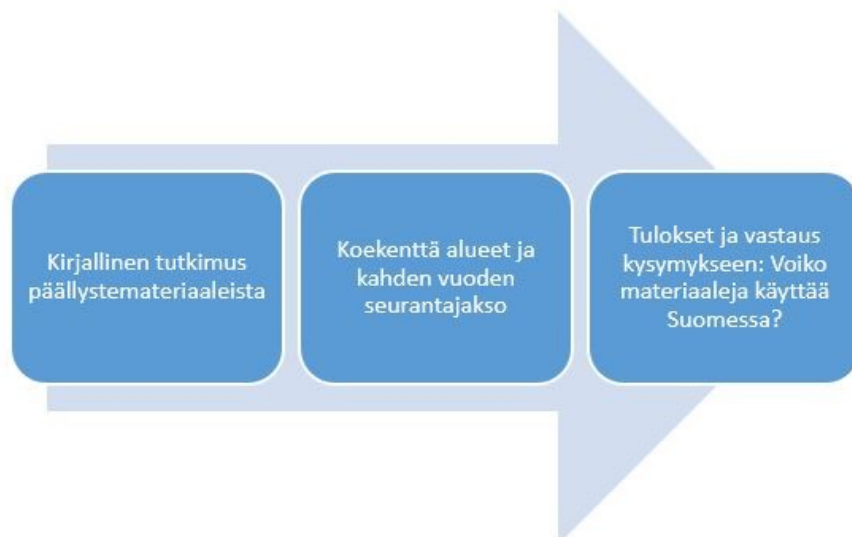 Kirjallinen tutkimus
päällystemateriaaleista
Koekenttä alueet ja
kahden vuoden
seurantajakso
Tulokset ja vastaus
kysymykseen: Voiko
materiaaleja käyttää
Suomessa?